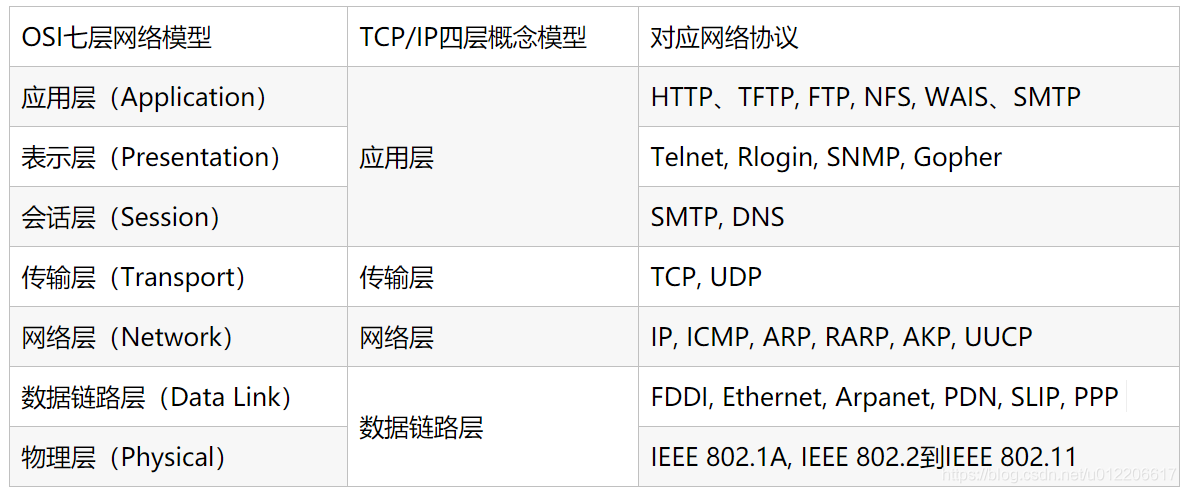 OSI七层网络模型 TCP/IP四层概念模型 对应网络协议
应用层（Application） HTTP、TFTP, FTP, NFS, WAIS、SMTP
表示层（Presentation） 应用层 Telnet, Rlogin, SNMP, Gopher
会话层（Session） SMTP, DNS
传输层（Transport） 传输层 TCP, UDP
网络层（Network） 网络层 IP, ICMP, ARP, RARP, AKP, UUCP
数据链路层（Data Link） FDDI, Ethernet, Arpanet, PDN, SLIP, PPP
数据链路层
物理层（Physical） IEEE 802.1A, IEEE 802.2到IEEE 802.11
https://blog.csdn.net/u012206617